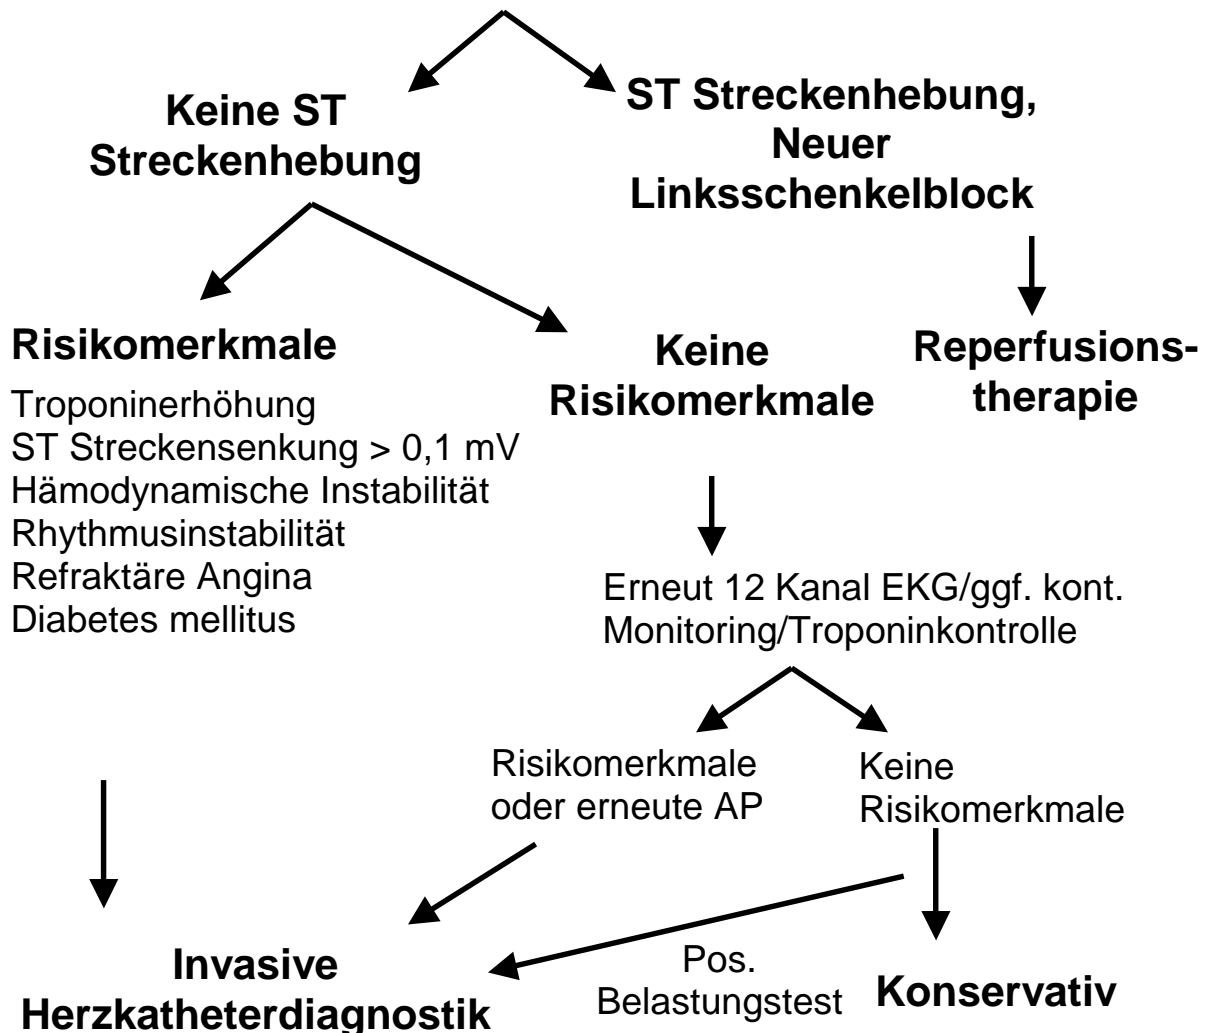 Keine ST
Streckenhebung
ST Streckenhebung,
Neuer
Linksschenkelblock
Risikomerkmale
Troponinerhöhung
ST Streckensenkung > 0,1 mV
Hämodynamische Instabilität
Rhythmusinstabilität
Refraktäre Angina
Diabetes mellitus
Keine
Risikomerkmale
Reperfusions-
therapie
Erneut 12 Kanal EKG/ggf. kont.
Monitoring/Troponinkontrolle
Risikomerkmale
oder erneute AP
Keine
Risikomerkmale
Invasive
Herzkatheterdiagnostik
Pos.
Belastungstest
Konservativ